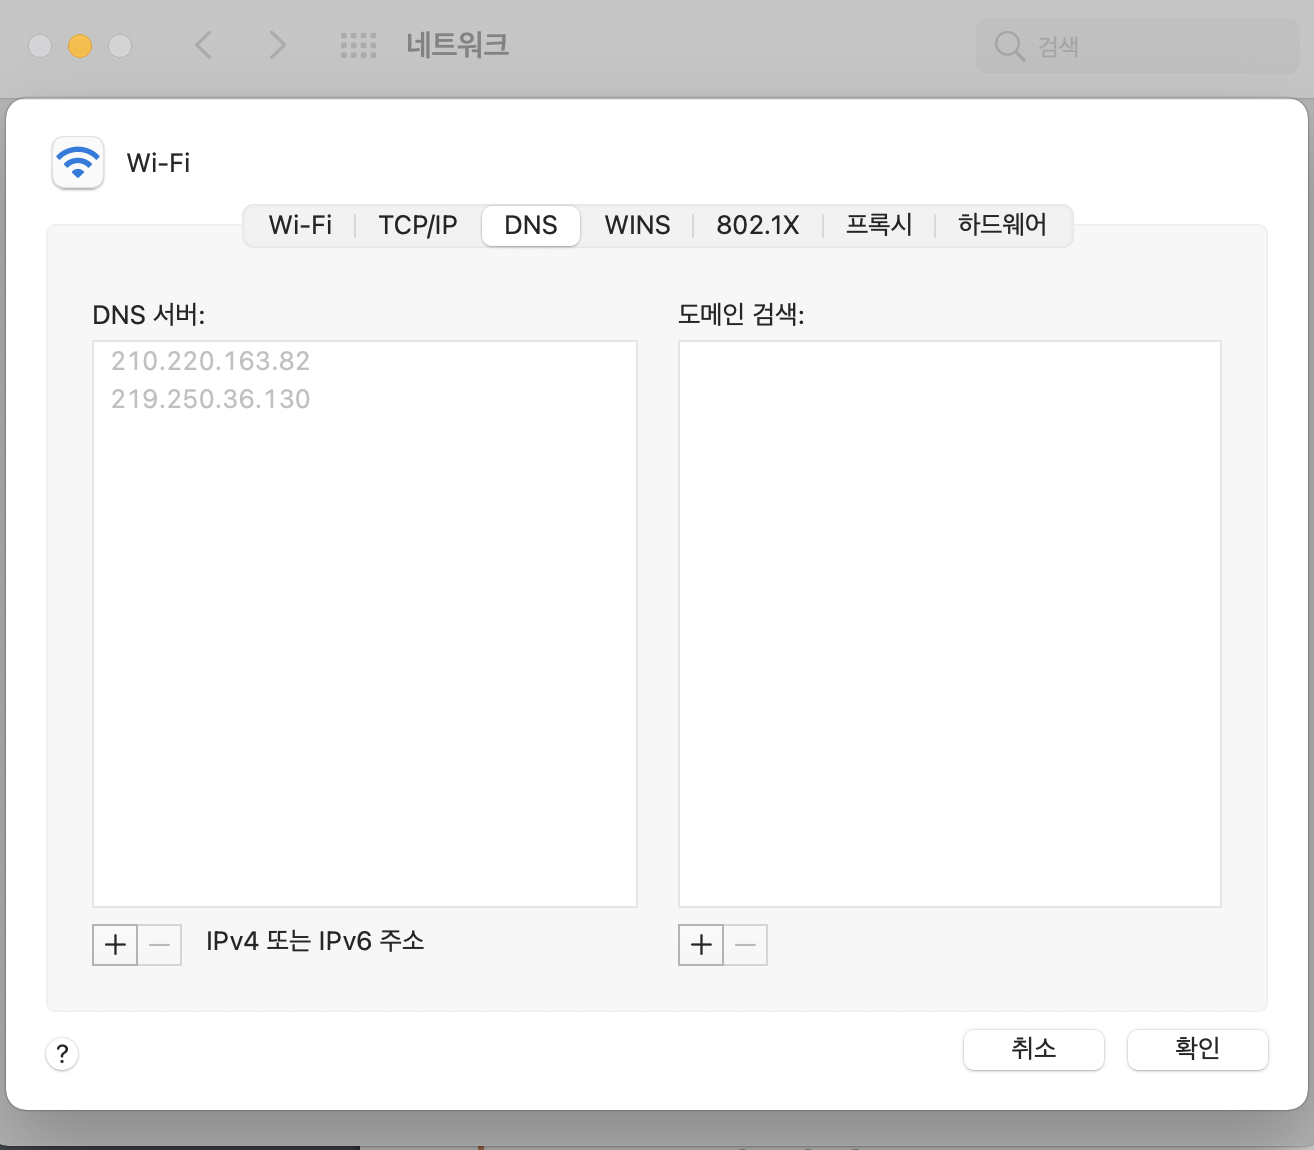 네트워크
검색
Wi-Fi
Wi-Fi TCP/IP DNS WINS 802.1X 프록시 하드웨어
DNS 서버:
도메인 검색:
210.220.163.82
219.250.36.130
IPv4 또는 IPv6 주소
?
취소
확인